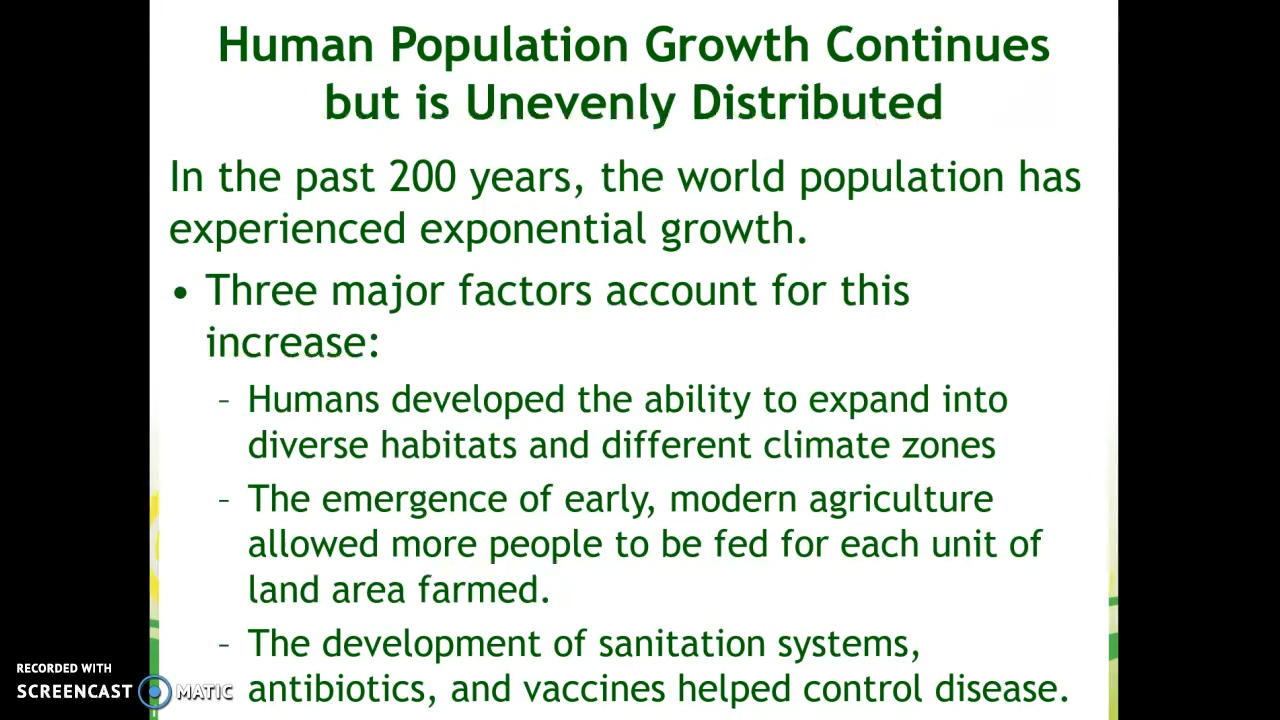 Human Population Growth Continues
but is Unevenly Distributed
In the past 200 years, the world population has
experienced exponential growth.
• Three major factors account for this
increase:
– Humans developed the ability to expand into
diverse habitats and different climate zones
– The emergence of early, modern agriculture
allowed more people to be fed for each unit of
land area farmed.
– The development of sanitation systems,
antibiotics, and vaccines helped control disease.
RECORDED WITH
SCREENCAST MATIC